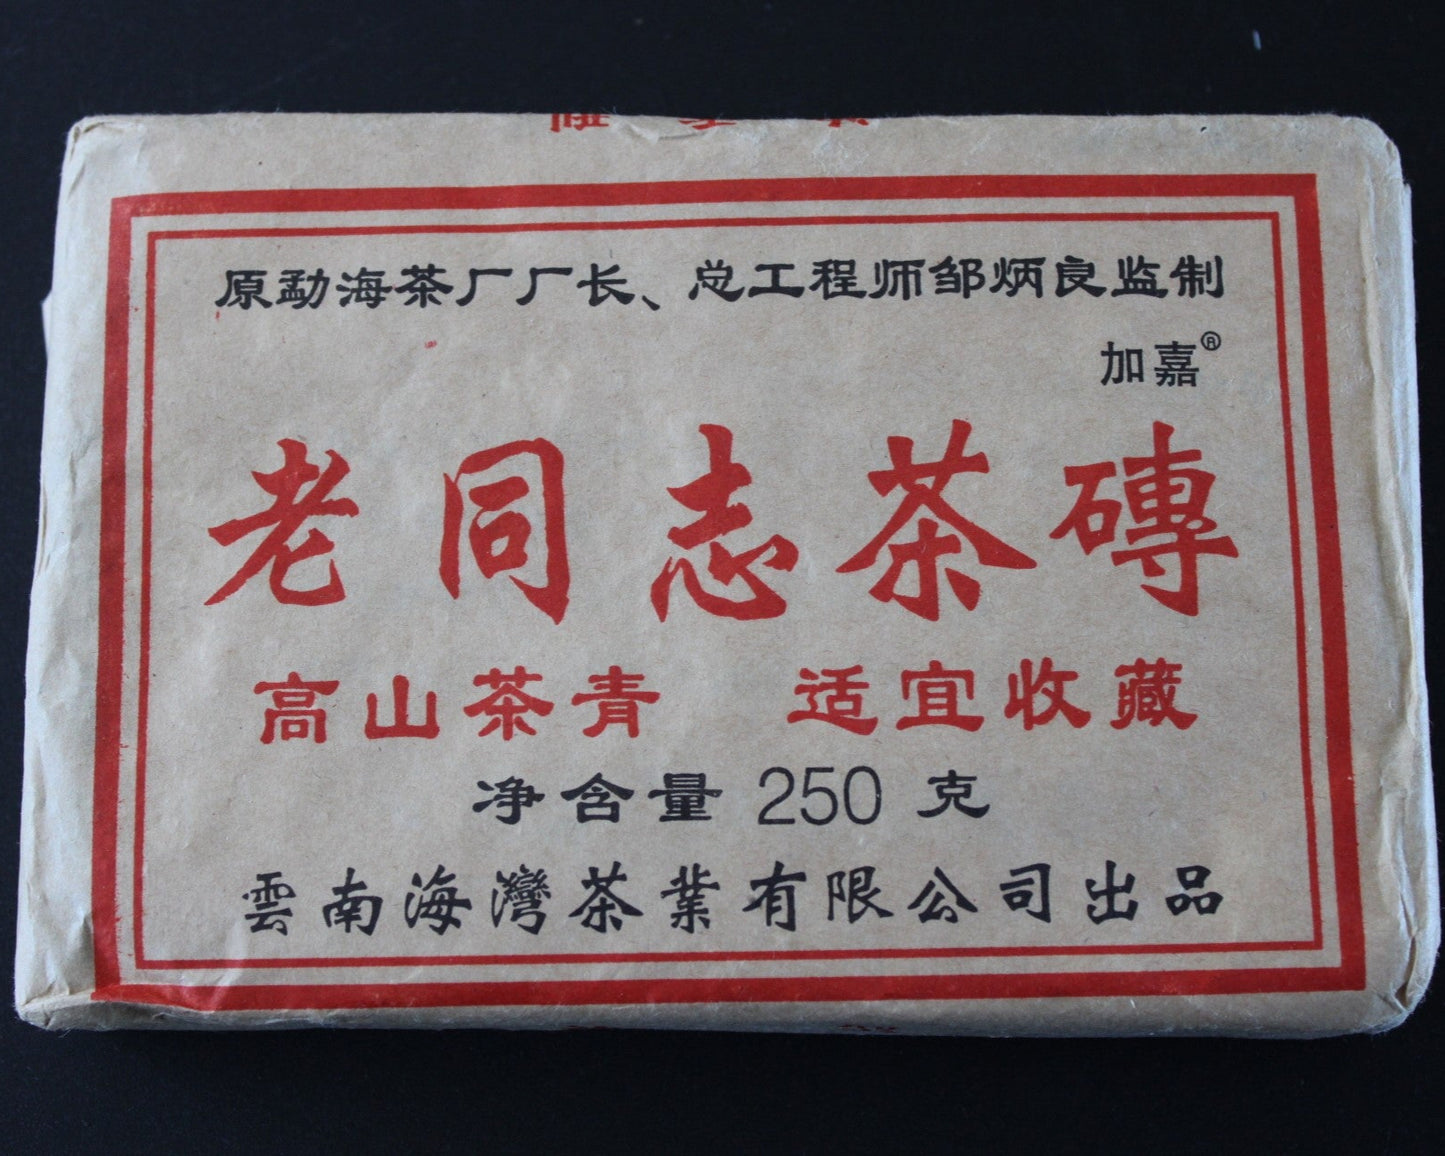 原勐海茶厂厂长、总工程师邹炳良监制
加嘉®
老同志茶磚
高山茶青 适宜收藏
净含量 250 克
雲南海灣茶業有限公司出品